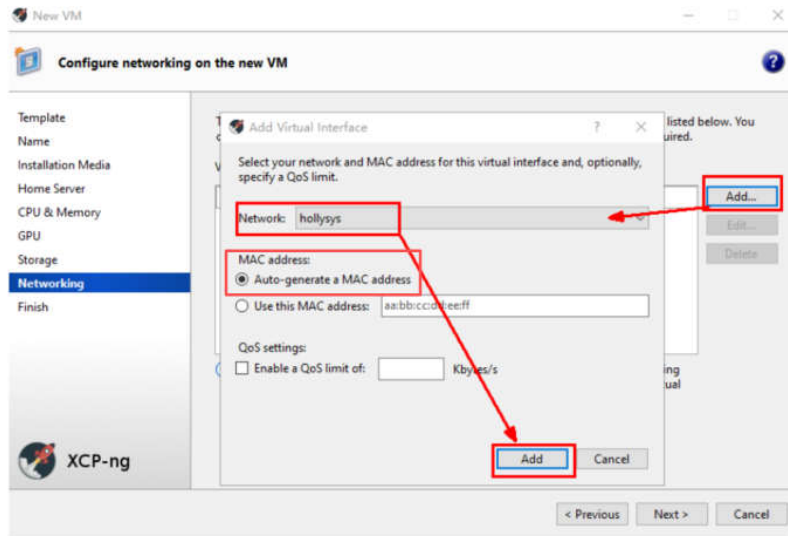 New VM
Configure networking on the new VM
Template
Name
Installation Media
Home Server
CPU & Memory
GPU
Storage
Networking
Finish
XCP-ng
listed below. You
uired.
Add...
Edit...
Delete
ing
tual
Add Virtual Interface
Select your network and MAC address for this virtual interface and, optionally,
specify a QoS limit.
Network: hollysys
MAC address:
Auto-generate a MAC address
Use this MAC address: aa:bb:cc:dd:ee:ff
QoS settings:
Enable a QoS limit of: Kbytes/s
Add Cancel
< Previous Next > Cancel